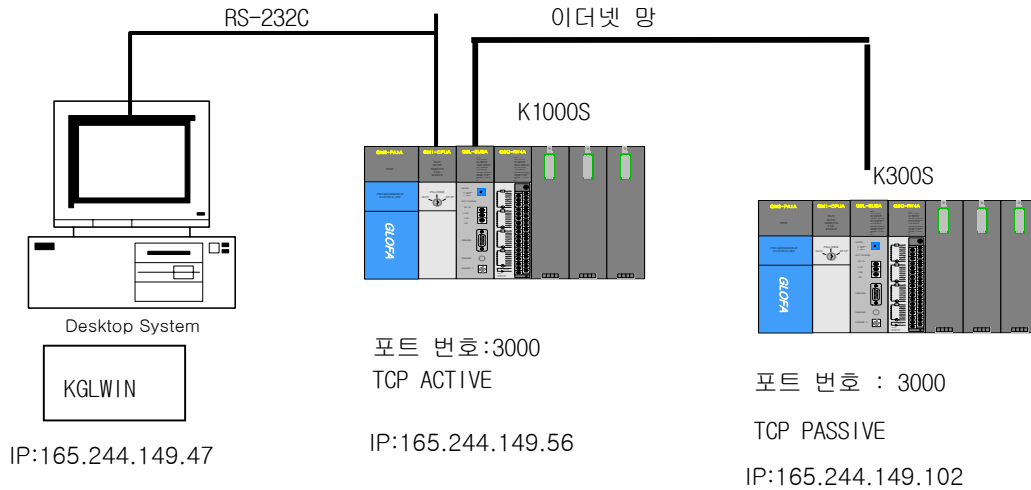 RS-232C
이더넷 망
K1000S
K300S
GLOFA
GLOFA
Desktop System
KGLWIN
IP:165.244.149.47
포트 번호:3000
TCP ACTIVE
IP:165.244.149.56
포트 번호 : 3000
TCP PASSIVE
IP:165.244.149.102